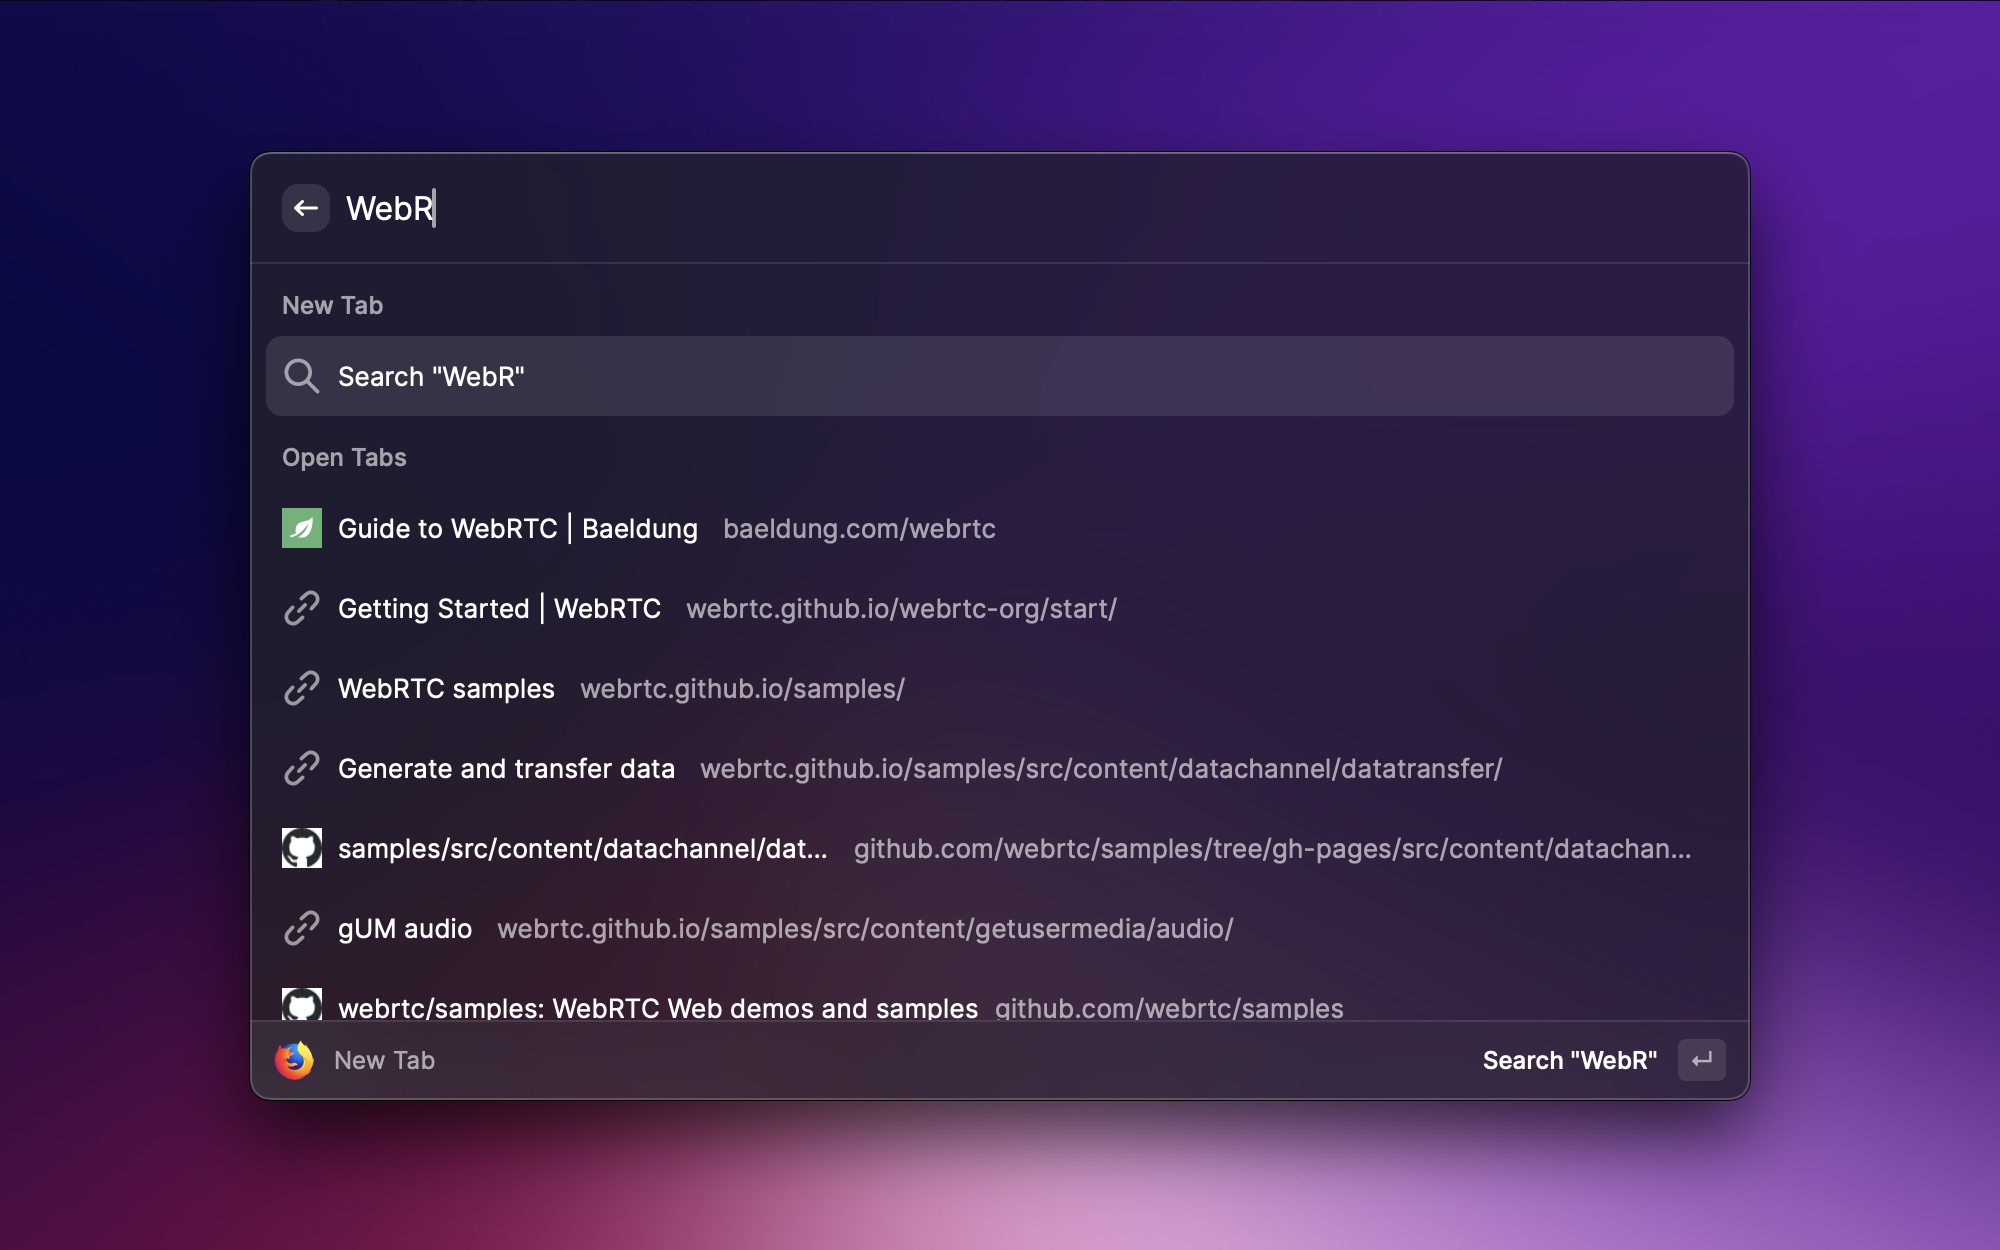 WebR
New Tab
Search "WebR"
Open Tabs
Guide to WebRTC | Baeldung baeldung.com/webrtc
Getting Started | WebRTC webrtc.github.io/webrtc-org/start/
WebRTC samples webrtc.github.io/samples/
Generate and transfer data webrtc.github.io/samples/src/content/datachannel/datatransfer/
samples/src/content/datachannel/dat... github.com/webrtc/samples/tree/gh-pages/src/content/datachan...
gUM audio webrtc.github.io/samples/src/content/getusermedia/audio/
webrtc/samples: WebRTC Web demos and samples github.com/webrtc/samples
New Tab Search "WebR"